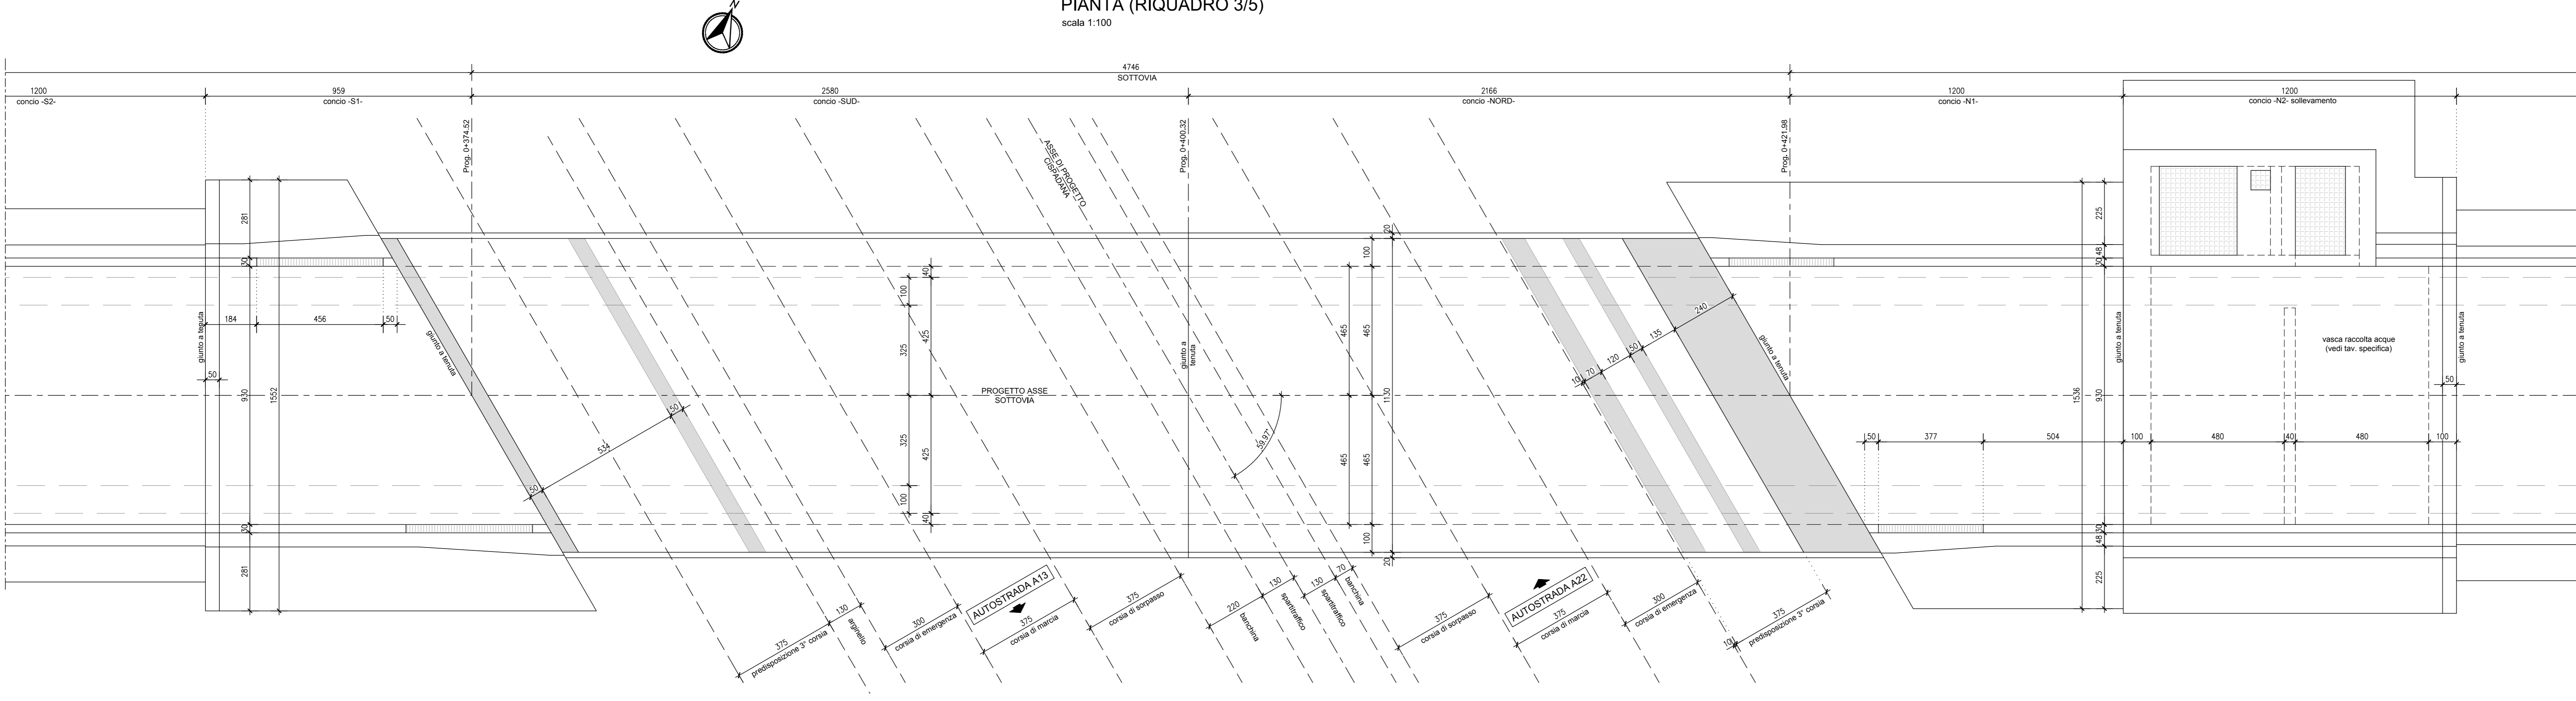 N
PIANTA (RIQUADRO 3/5)
scala 1:100
4746
SOTTOVIA
1200
concio -S2-
959
concio -S1-
2580
concio -SUD-
2166
concio -NORD-
1200
concio -N1-
1200
concio -N2- sollevamento
Prog. 0+374.52
Prog. 0+400.32
Prog. 0+421.98
ASSE DI PROGETTO
CISPADANA
281
30
184
456
50
giunto a tenuta
50
930
1552
30
281
giunto a tenuta
50
534
50
40
100
425
325
PROGETTO ASSE
SOTTOVIA
325
425
100
40
giunto a
tenuta
59.97°
20
100
465
465
1130
465
465
100
20
10
70
120
50
135
240
giunto a tenuta
225
48
30
1536
930
giunto a tenuta
50
377
504
100
480
40
480
100
30
48
225
vasca raccolta acque
(vedi tav. specifica)
50
giunto a tenuta
375
predisposizione 3° corsia
130
arginello
300
corsia di emergenza
AUTOSTRADA A13
375
corsia di marcia
375
corsia di sorpasso
220
banchina
130
spartitraffico
130
spartitraffico
70
banchina
375
corsia di sorpasso
AUTOSTRADA A22
375
corsia di marcia
300
corsia di emergenza
10
375
predisposizione 3° corsia